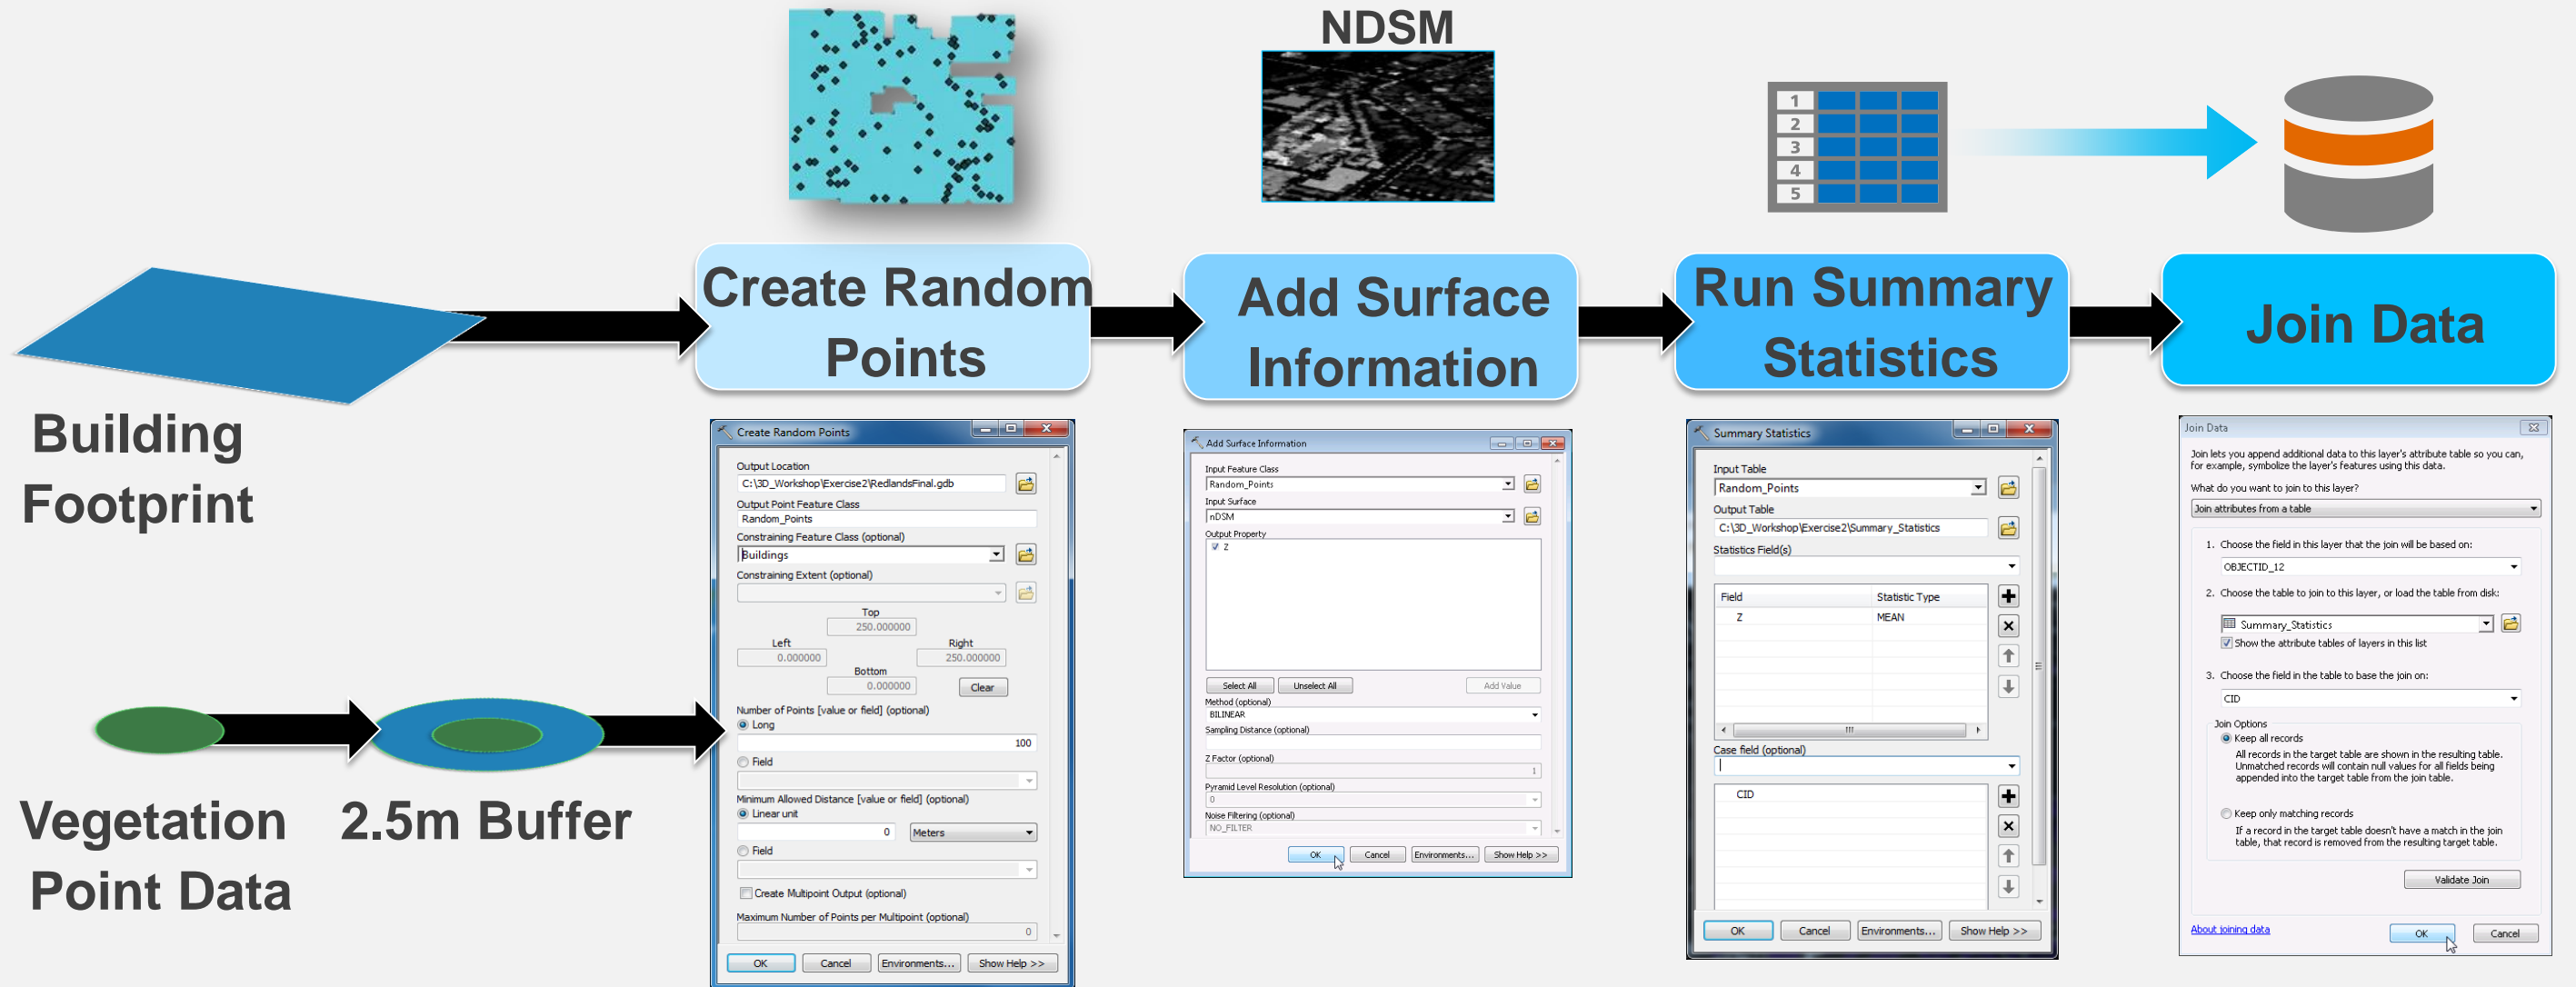 NDSM
1
2
3
4
5
Create Random
Points
Add Surface
Information
Run Summary
Statistics
Join Data
Building
Footprint
Vegetation
Point Data
2.5m Buffer
Create Random Points
Output Location
C:\3D_Workshop\Exercise2\RedlandsFinal.gdb
Output Point Feature Class
Random_Points
Constraining Feature Class (optional)
Buildings
Constraining Extent (optional)
Top
250.000000
Left
Right
0.000000
250.000000
Bottom
0.000000
Clear
Number of Points [value or field] (optional)
Long
100
Field
Minimum Allowed Distance [value or field] (optional)
Linear unit
0
Meters
Field
Create Multipoint Output (optional)
Maximum Number of Points per Multipoint (optional)
0
OK
Cancel
Environments...
Show Help >>
Add Surface Information
Input Feature Class
Random_Points
Input Surface
nDSM
Output Property
Z
Select All
Unselect All
Add Value
Method (optional)
BILINEAR
Sampling Distance (optional)
Z Factor (optional)
1
Pyramid Level Resolution (optional)
0
Noise Filtering (optional)
NO_FILTER
OK
Cancel
Environments...
Show Help >>
Summary Statistics
Input Table
Random_Points
Output Table
C:\3D_Workshop\Exercise2\Summary_Statistics
Statistics Field(s)
Field
Statistic Type
Z
MEAN
Case field (optional)
CID
OK
Cancel
Environments...
Show Help >>
Join Data
Join lets you append additional data to this layer's attribute table so you can,
for example, symbolize the layer's features using this data.
What do you want to join to this layer?
Join attributes from a table
1. Choose the field in this layer that the join will be based on:
OBJECTID_12
2. Choose the table to join to this layer, or load the table from disk:
Summary_Statistics
Show the attribute tables of layers in this list
3. Choose the field in the table to base the join on:
CID
Join Options
Keep all records
All records in the target table are shown in the resulting table.
Unmatched records will contain null values for all fields being
appended into the target table from the join table.
Keep only matching records
If a record in the target table doesn't have a match in the join
table, that record is removed from the resulting target table.
Validate Join
About joining data
OK
Cancel